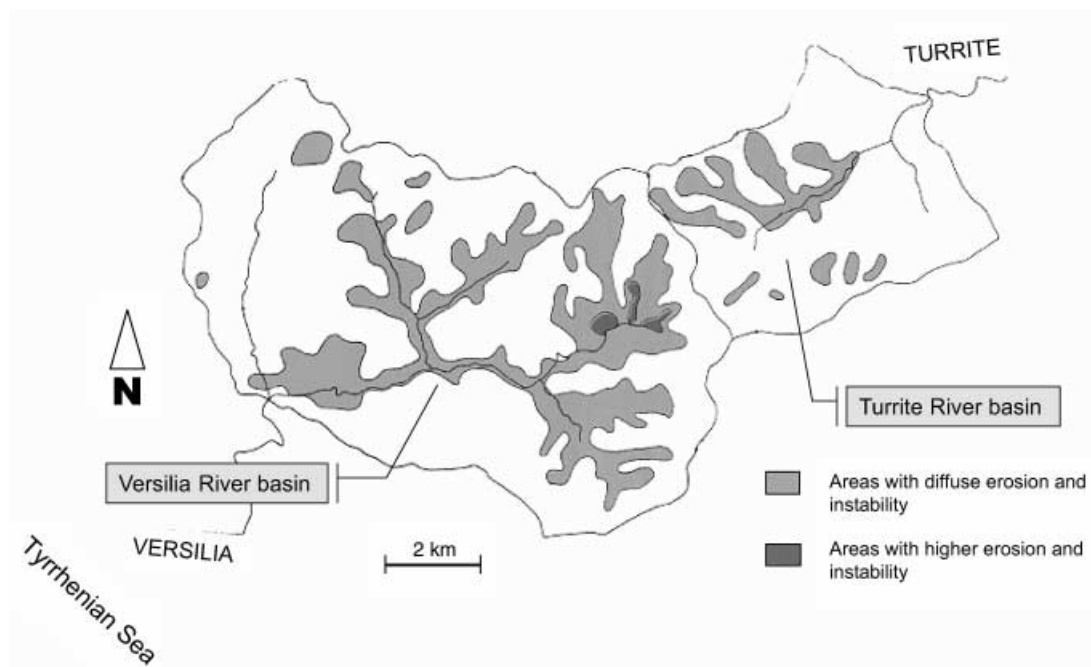 TURRITE
N
Turrite River basin
Versilia River basin
Areas with diffuse erosion and
instability
VERSILIA
2 km
Areas with higher erosion and
instability
Tyrrhenian Sea